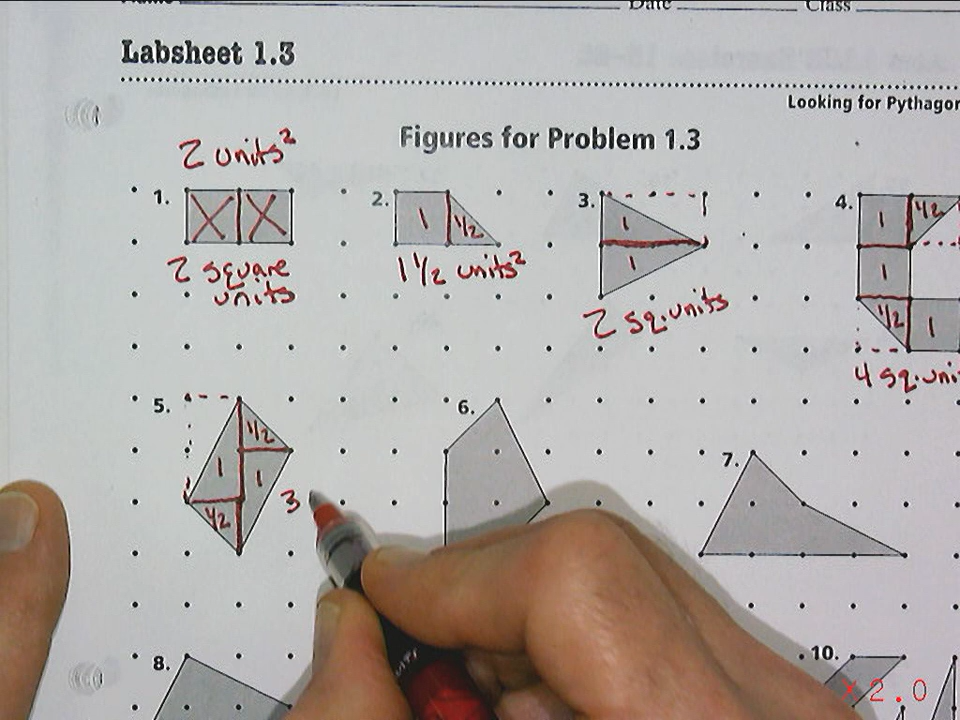 Date Class
Labsheet 1.3
Looking for Pythagor
Figures for Problem 1.3
2 units²
1.
2 square
units
2.
1 1/2
1 1/2 units²
3.
1
1
2 sq. units
4.
1 1/2
1
1/2 1
4 sq. uni
5.
1/2
1 1
1/2
3
6.
7.
8.
10.
x 2.0